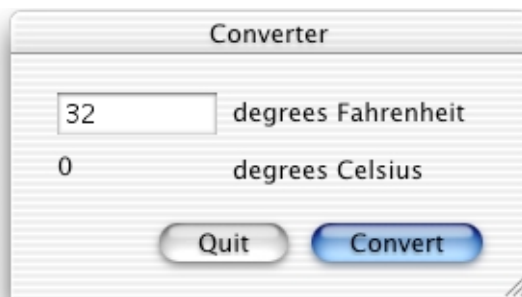 Converter
32 degrees Fahrenheit
0 degrees Celsius
Quit Convert